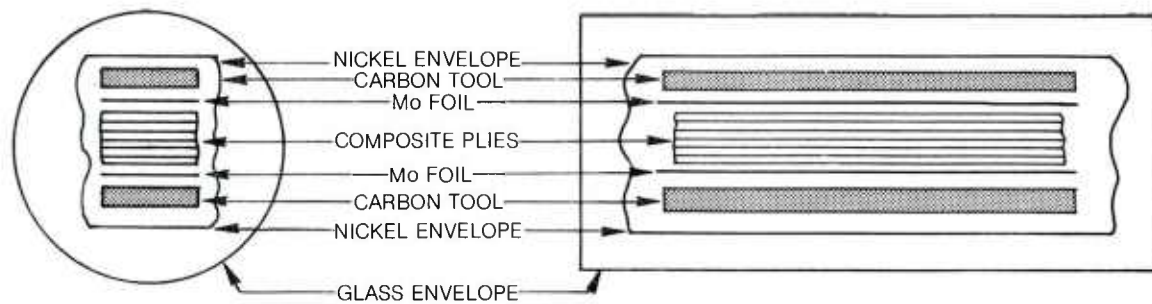 NICKEL ENVELOPE
CARBON TOOL
Mo FOIL
COMPOSITE PLIES
Mo FOIL
CARBON TOOL
NICKEL ENVELOPE
GLASS ENVELOPE